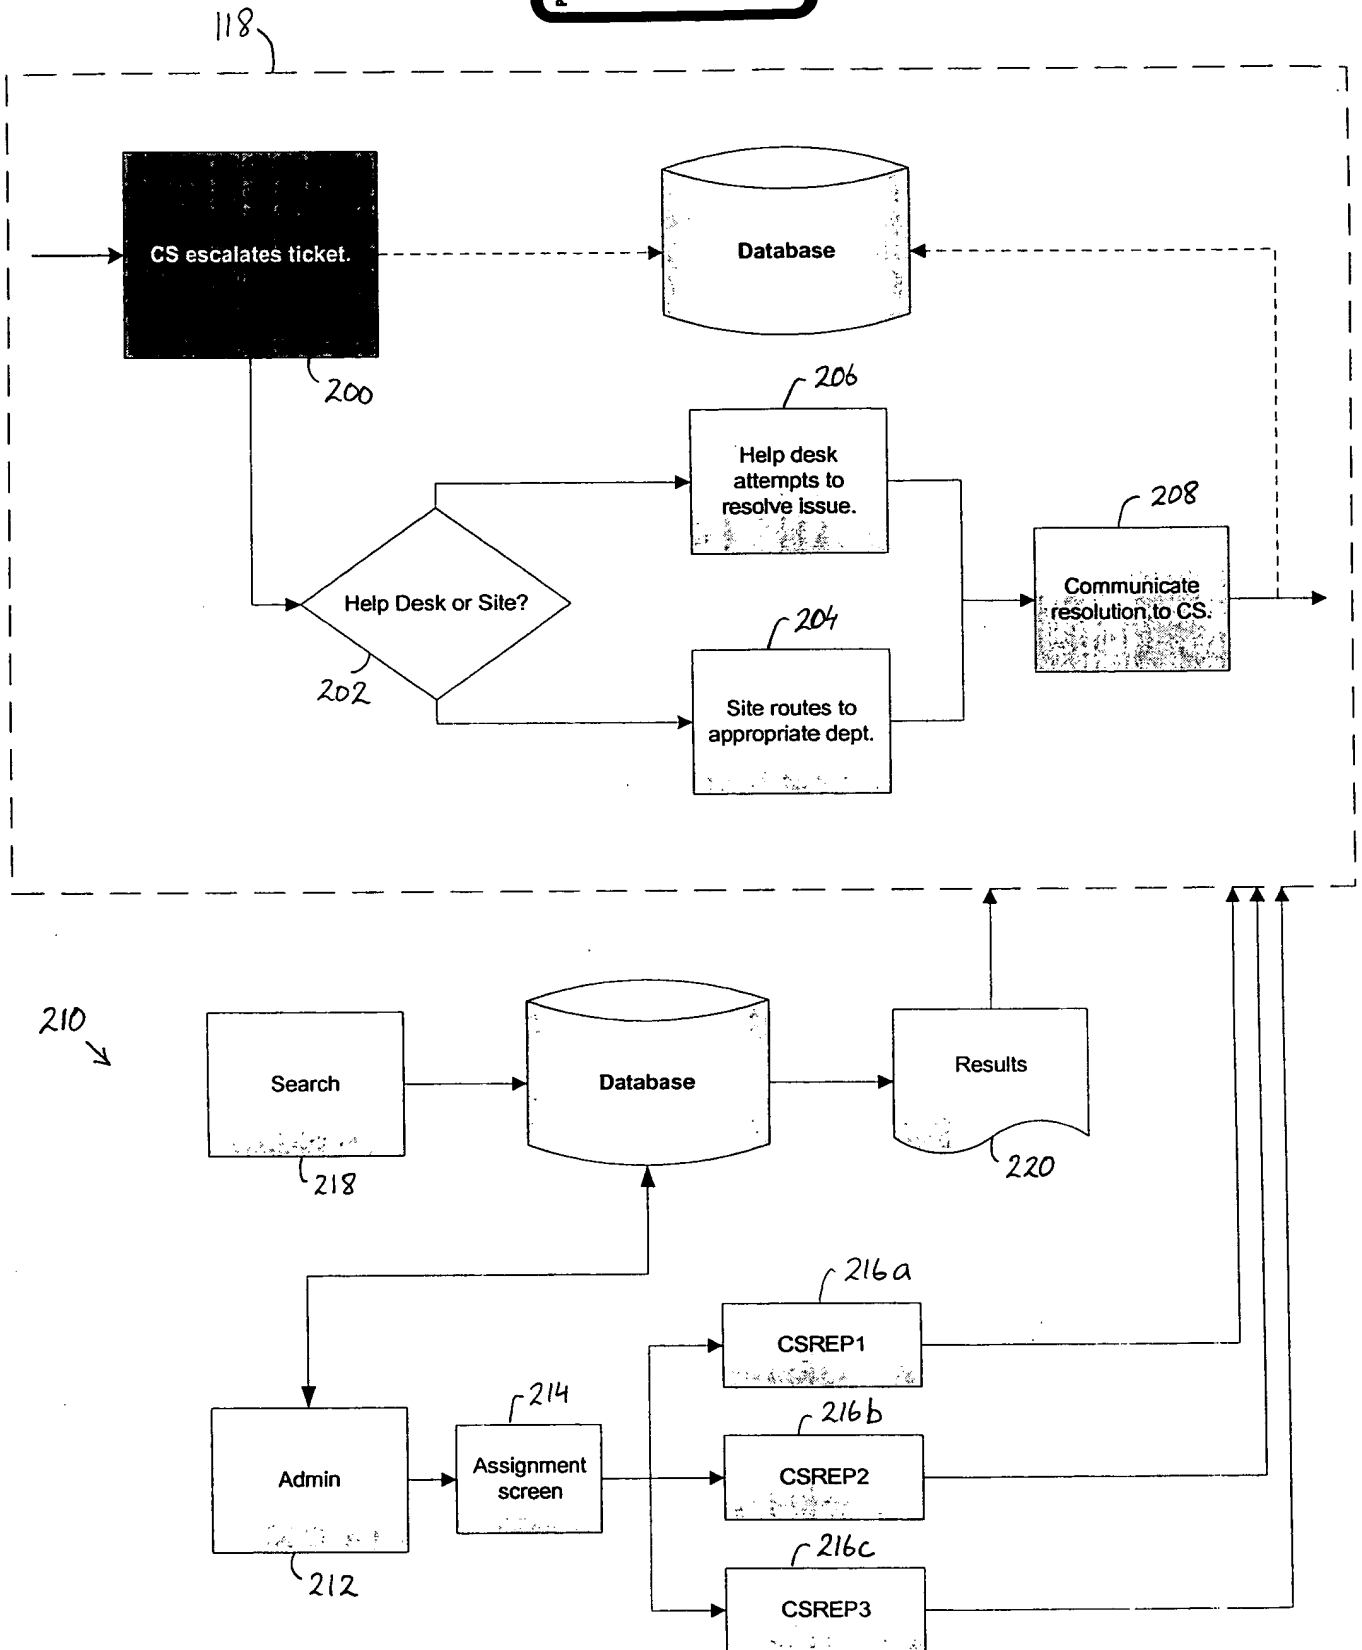 118
CS escalates ticket.
Database
200
206
Help desk
attempts to
resolve issue.
208
Communicate
resolution to CS.
Help Desk or Site?
202
204
Site routes to
appropriate dept.
210
Search
218
Database
Results
220
216a
CSREP1
214
Assignment
screen
216b
CSREP2
Admin
212
216c
CSREP3